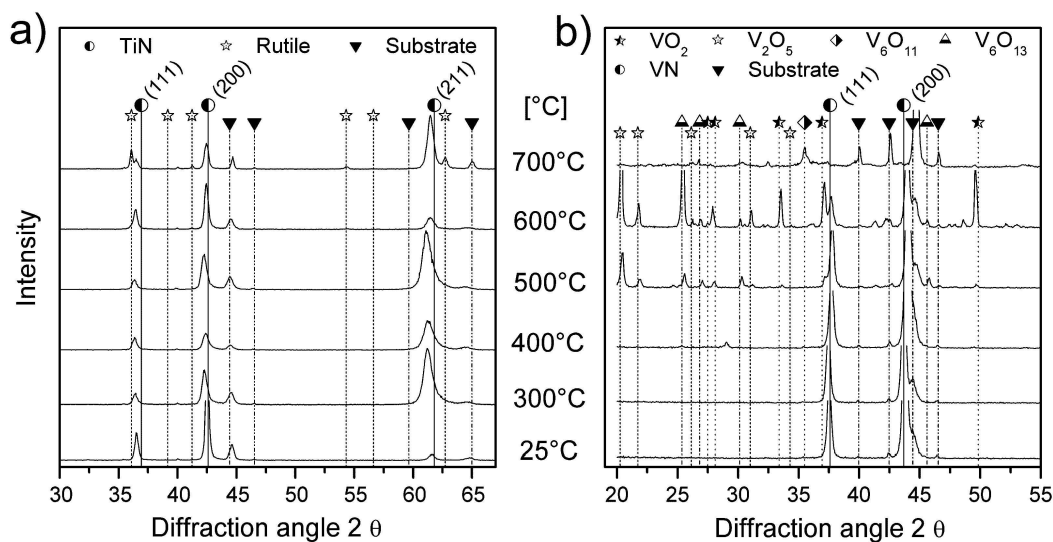 a)
TiN Rutile Substrate
(111)
(200)
(211)
Intensity
30 35 40 45 50 55 60 65
Diffraction angle 2 θ
[°C]
700°C
600°C
500°C
400°C
300°C
25°C
b)
VO2 V2O5 V6O11 V6O13
VN Substrate
(111)
(200)
20 25 30 35 40 45 50 55
Diffraction angle 2 θ